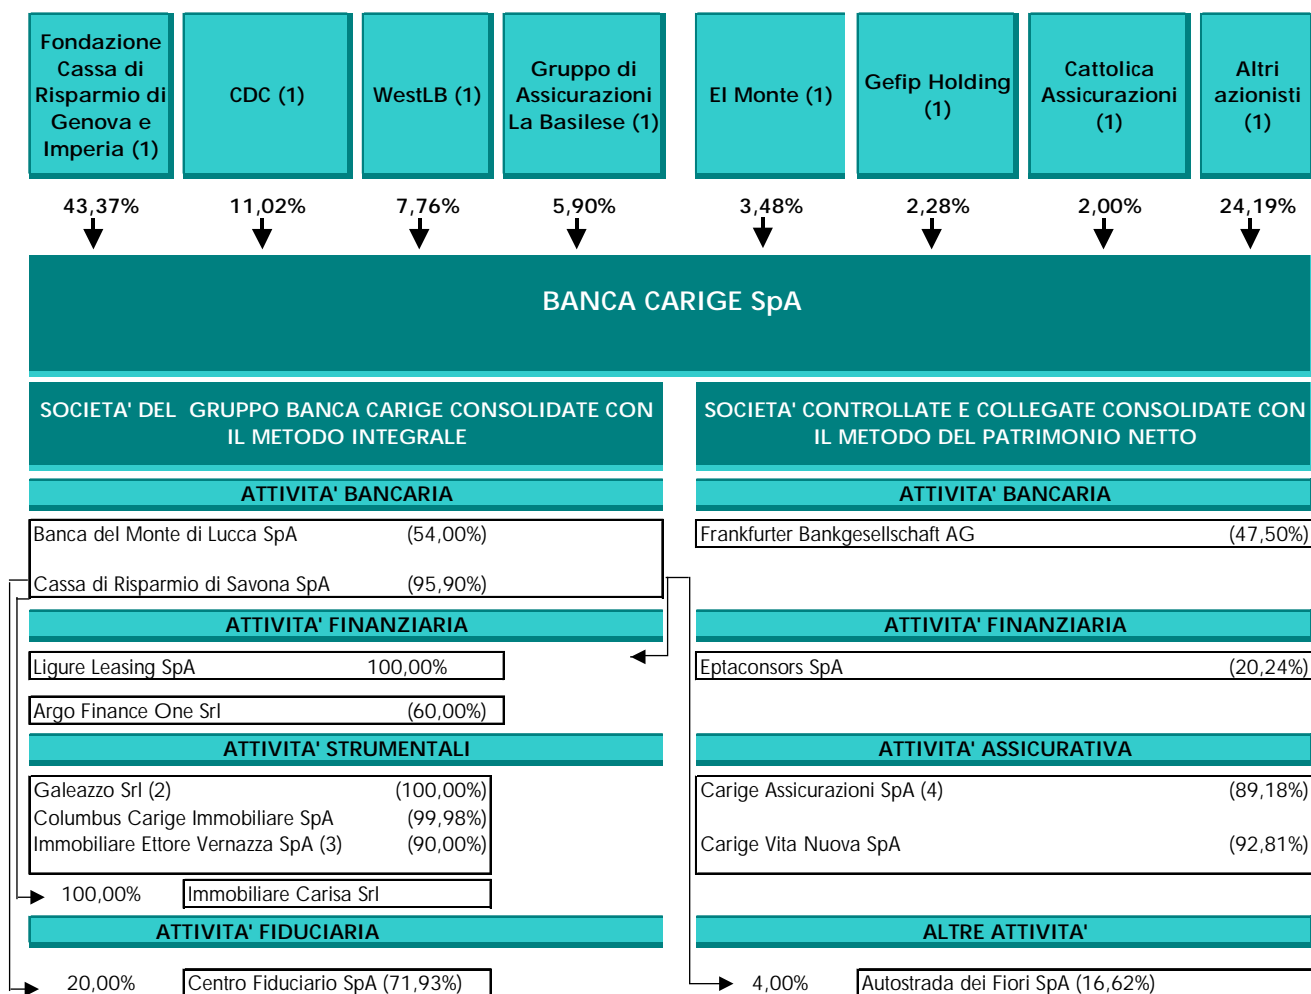 Fondazione
Cassa di
Risparmio di
Genova e
Imperia (1)
CDC (1)
WestLB (1)
Gruppo di
Assicurazioni
La Basilese (1)
El Monte (1)
Gefip Holding
(1)
Cattolica
Assicurazioni
(1)
Altri
azionisti
(1)
43,37%
11,02%
7,76%
5,90%
3,48%
2,28%
2,00%
24,19%
BANCA CARIGE SpA
SOCIETA' DEL GRUPPO BANCA CARIGE CONSOLIDATE CON
IL METODO INTEGRALE
ATTIVITA' BANCARIA
Banca del Monte di Lucca SpA (54,00%)
Cassa di Risparmio di Savona SpA (95,90%)
ATTIVITA' FINANZIARIA
Ligure Leasing SpA 100,00%
Argo Finance One Srl (60,00%)
ATTIVITA' STRUMENTALI
Galeazzo Srl (2) (100,00%)
Columbus Carige Immobiliare SpA (99,98%)
Immobiliare Ettore Vernazza SpA (3) (90,00%)
100,00% Immobiliare Carisa Srl
ATTIVITA' FIDUCIARIA
20,00% Centro Fiduciario SpA (71,93%)
SOCIETA' CONTROLLATE E COLLEGATE CONSOLIDATE CON
IL METODO DEL PATRIMONIO NETTO
ATTIVITA' BANCARIA
Frankfurter Bankgesellschaft AG (47,50%)
ATTIVITA' FINANZIARIA
Eptaconsors SpA (20,24%)
ATTIVITA' ASSICURATIVA
Carige Assicurazioni SpA (4) (89,18%)
Carige Vita Nuova SpA (92,81%)
ALTRE ATTIVITA'
4,00% Autostrada dei Fiori SpA (16,62%)